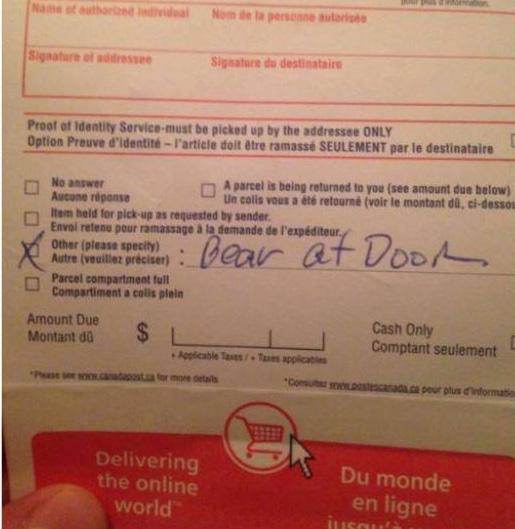 pour plus d'information.
Name of authorized individual Nom de la personne autorisée
Signature of addressee Signature du destinataire
Proof of Identity Service-must be picked up by the addressee ONLY
Option Preuve d'identité – l'article doit être ramassé SEULEMENT par le destinataire
No answer
Aucune réponse
A parcel is being returned to you (see amount due below)
Un colis vous a été retourné (voir le montant dû, ci-dessou
Item held for pick-up as requested by sender.
Envoi retenu pour ramassage à la demande de l'expéditeur.
Other (please specify)
Autre (veuillez préciser) : Bear at Door
Parcel compartment full
Compartiment a colis plein
Amount Due
Montant dû $
+ Applicable Taxes / + Taxes applicables
Cash Only
Comptant seulement
*Please see www.canadapost.ca for more details *Consultez www.postescanada.ca pour plus d'informatio
Delivering
the online
world™
Du monde
en ligne
jusqu'à